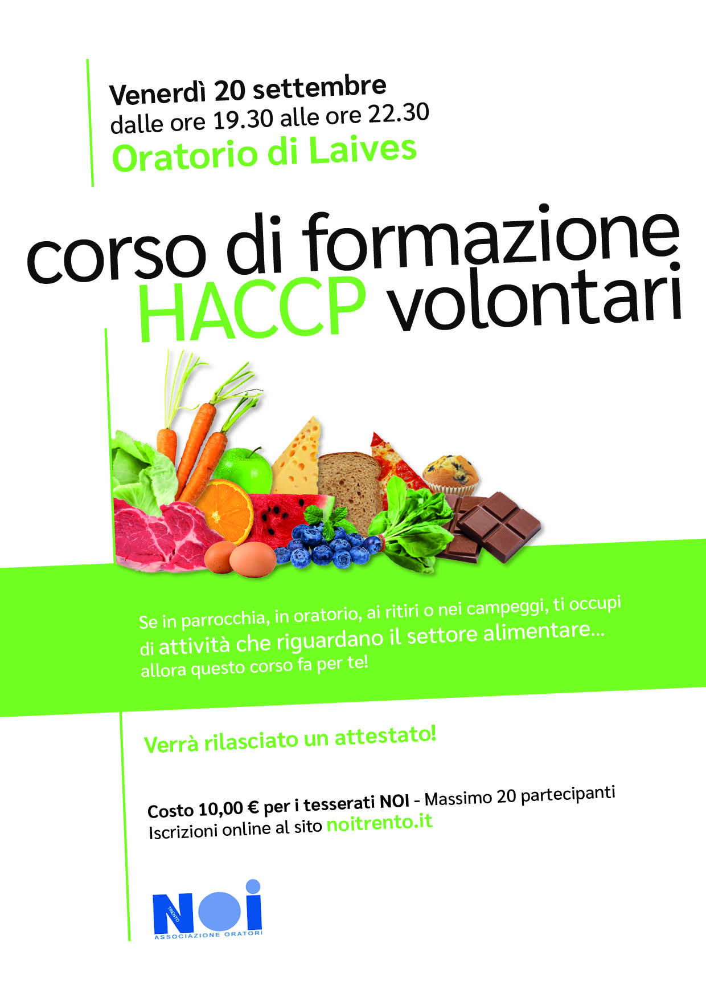 Venerdì 20 settembre
dalle ore 19.30 alle ore 22.30
Oratorio di Laives
corso di formazione
HACCP volontari
Se in parrocchia, in oratorio, ai ritiri o nei campeggi, ti occupi
di attività che riguardano il settore alimentare...
allora questo corso fa per te!
Verrà rilasciato un attestato!
Costo 10,00 € per i tesserati NOI - Massimo 20 partecipanti
Iscrizioni online al sito noitrento.it
NOi
TRENTO
ASSOCIAZIONE ORATORI